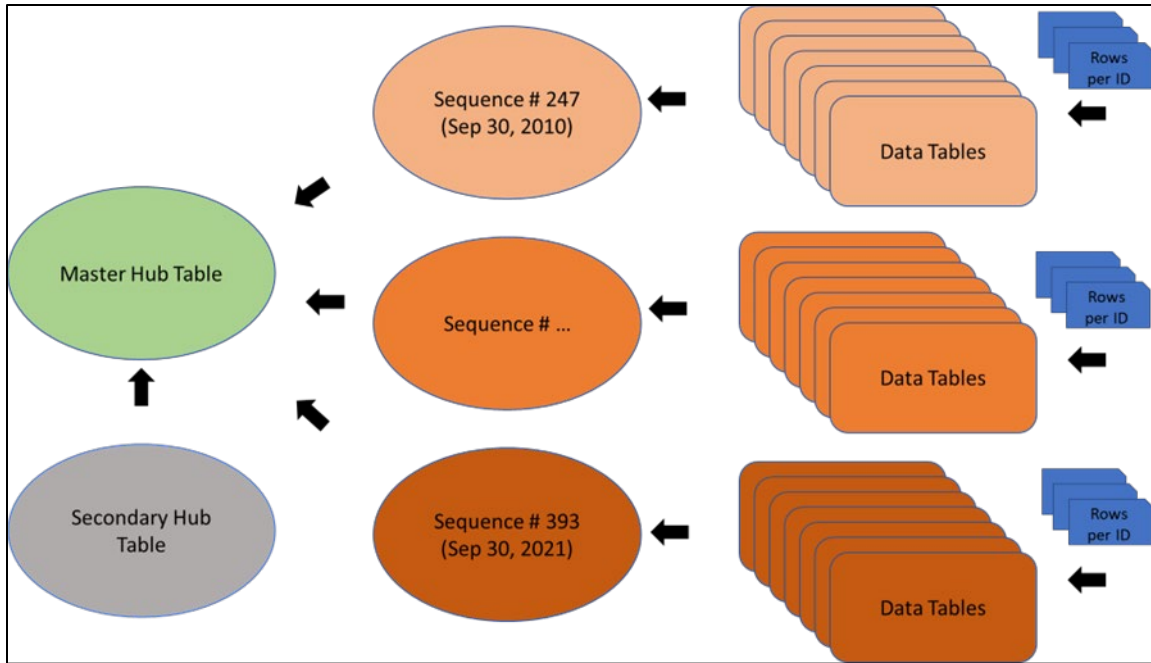 Sequence # 247
(Sep 30, 2010)
Data Tables
Rows
per ID
Master Hub Table
Sequence # ...
Data Tables
Rows
per ID
Secondary Hub
Table
Sequence # 393
(Sep 30, 2021)
Data Tables
Rows
per ID